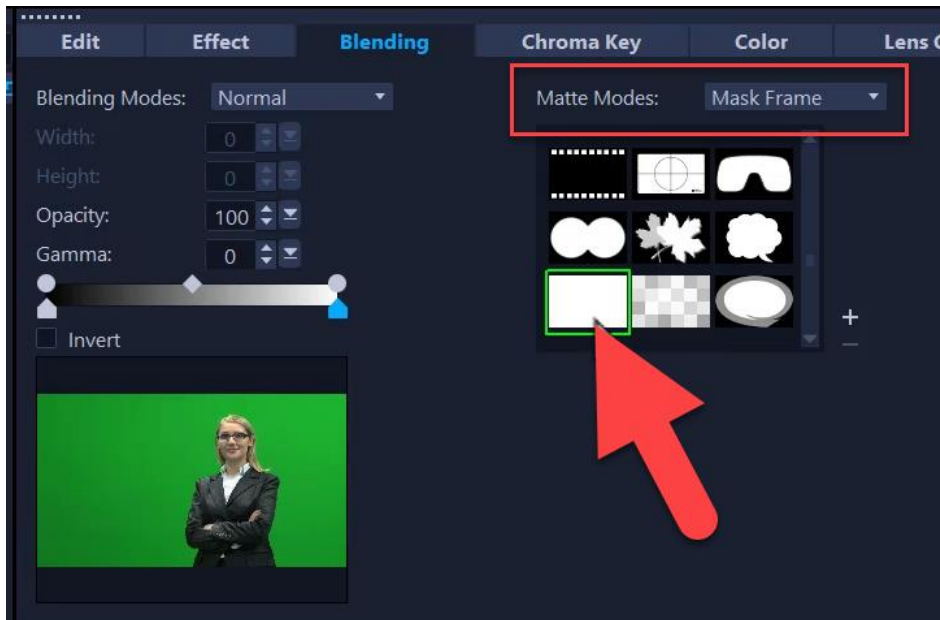 Edit Effect Blending Chroma Key Color Lens
Blending Modes: Normal Matte Modes: Mask Frame
Width: 0
Height: 0
Opacity: 100
Gamma: 0
Invert